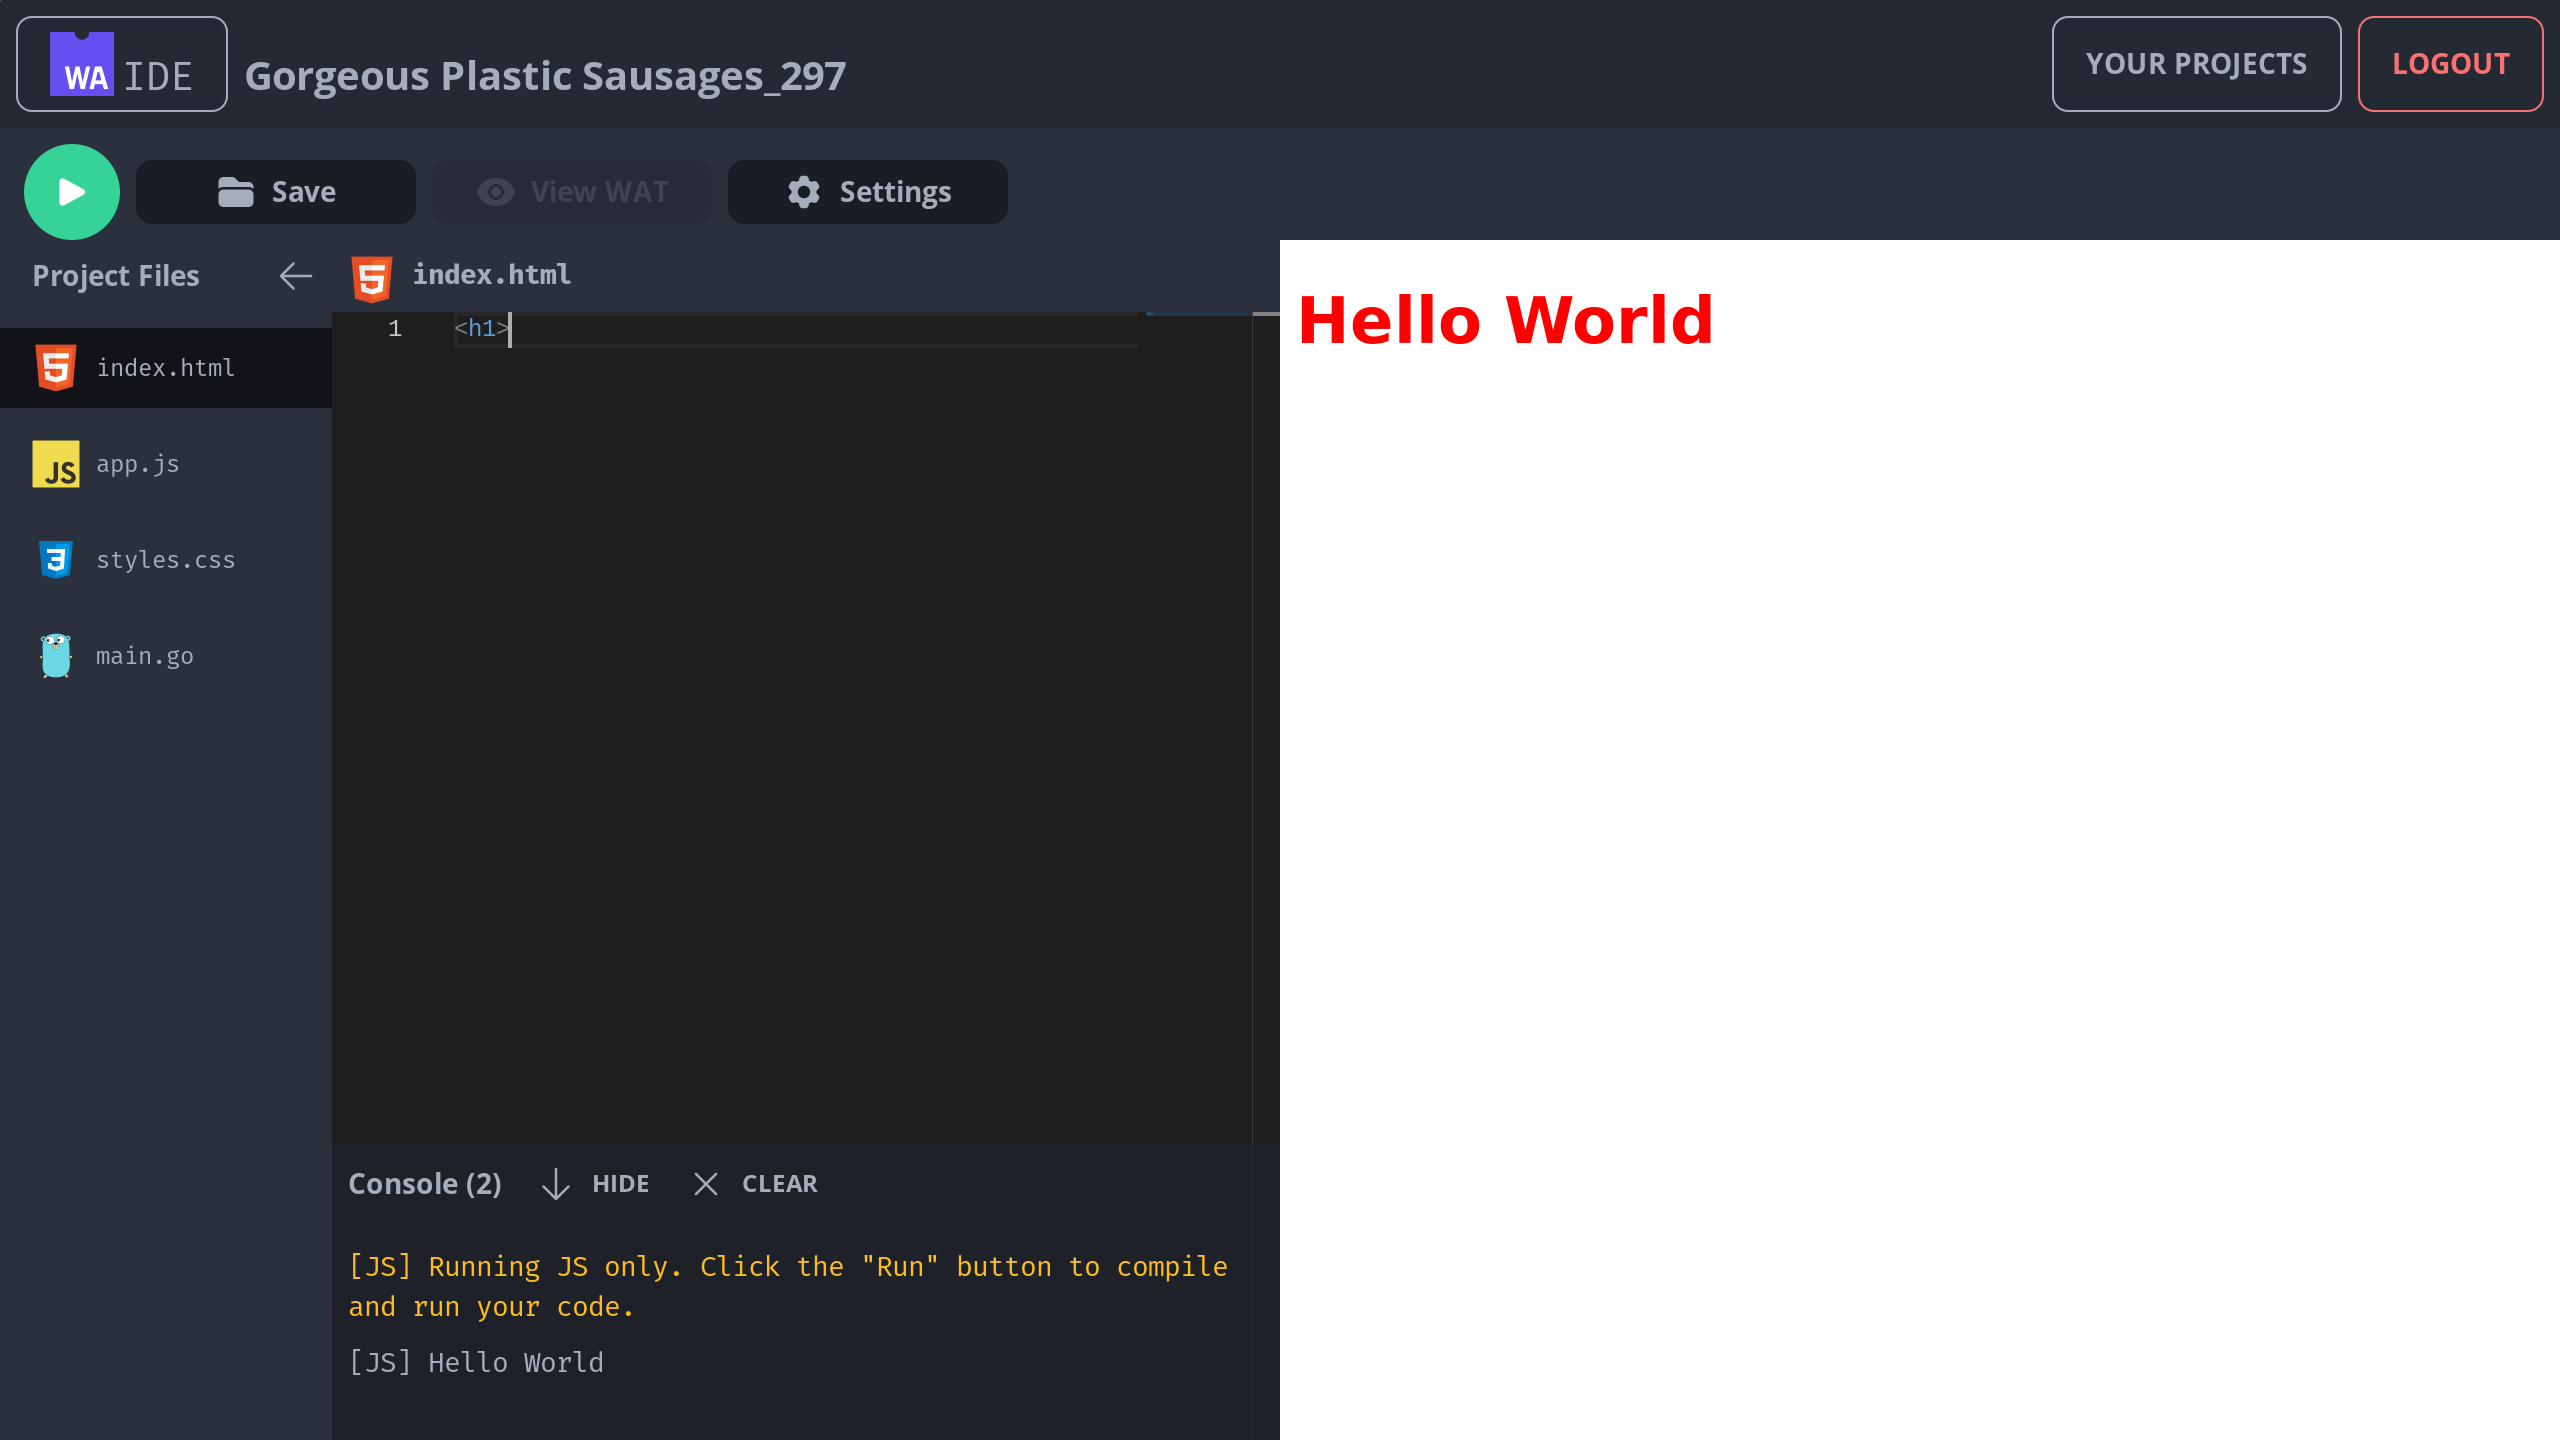 WA IDE
Gorgeous Plastic Sausages_297
YOUR PROJECTS
LOGOUT
Save
View WAT
Settings
Project Files
index.html
app.js
JS
styles.css
main.go
index.html
1 <h1>
Hello World
Console (2)
HIDE
CLEAR
[JS] Running JS only. Click the "Run" button to compile
and run your code.
[JS] Hello World